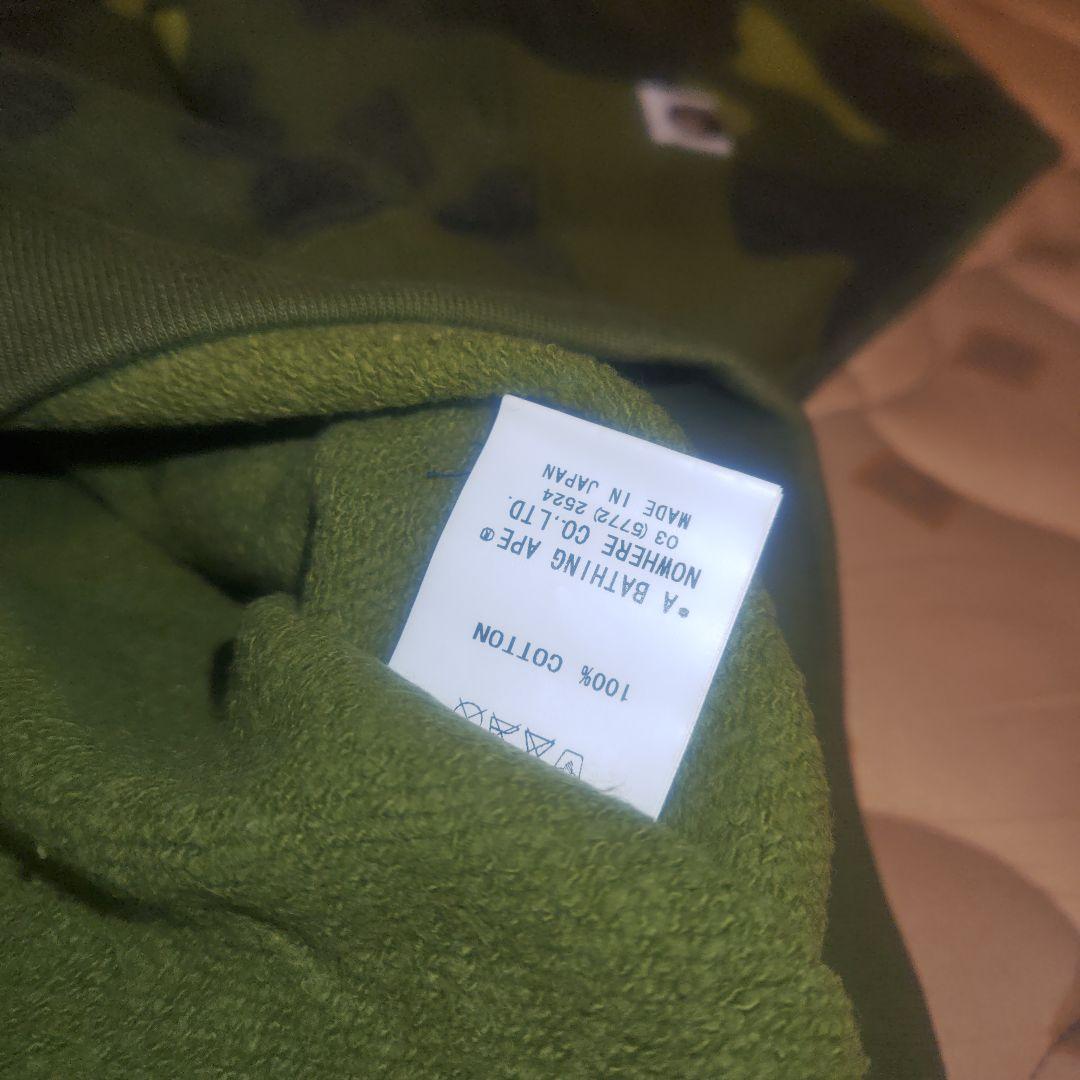 100% COTTON
*A BATHING APE®
NOWHERE CO.,LTD.
03 (5772) 2524
MADE IN JAPAN